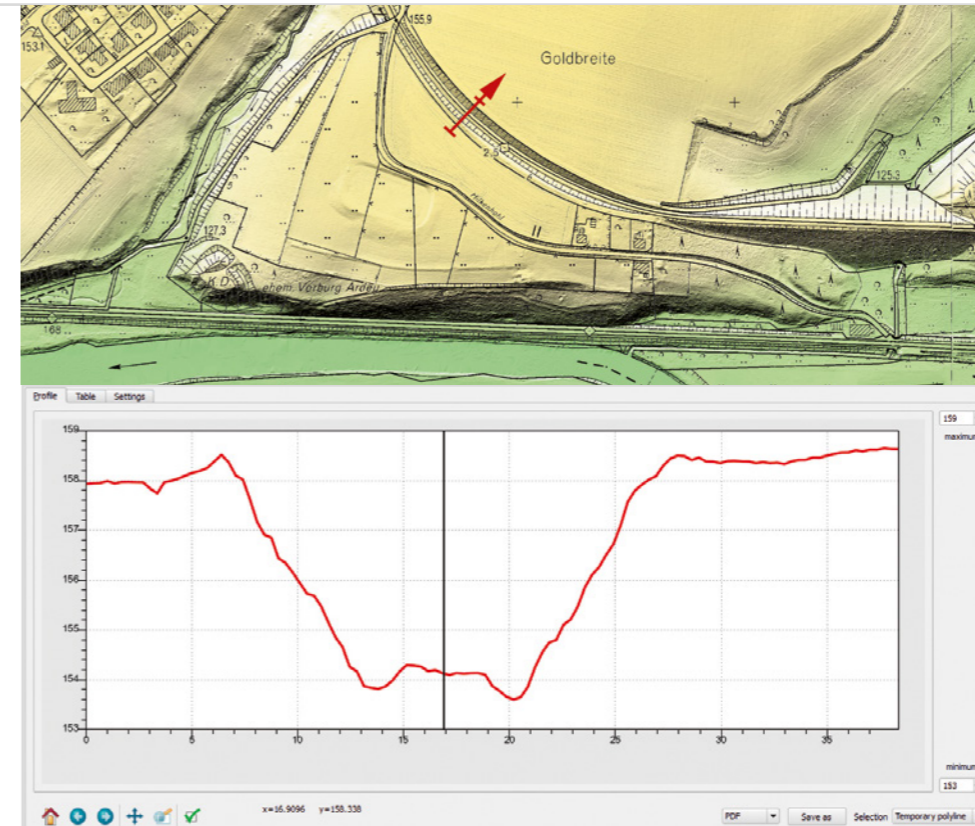 155,9
153.1
Goldbreite
2,5
125.3
127,3
K D
ehem. Vorburg Ardeu
168
Profile Table Settings
159
maximum
159
158
157
156
155
154
153
0 5 10 15 20 25 30 35
minimum
153
x=16.9096 y=158.338
PDF Save as Selection Temporary polyline